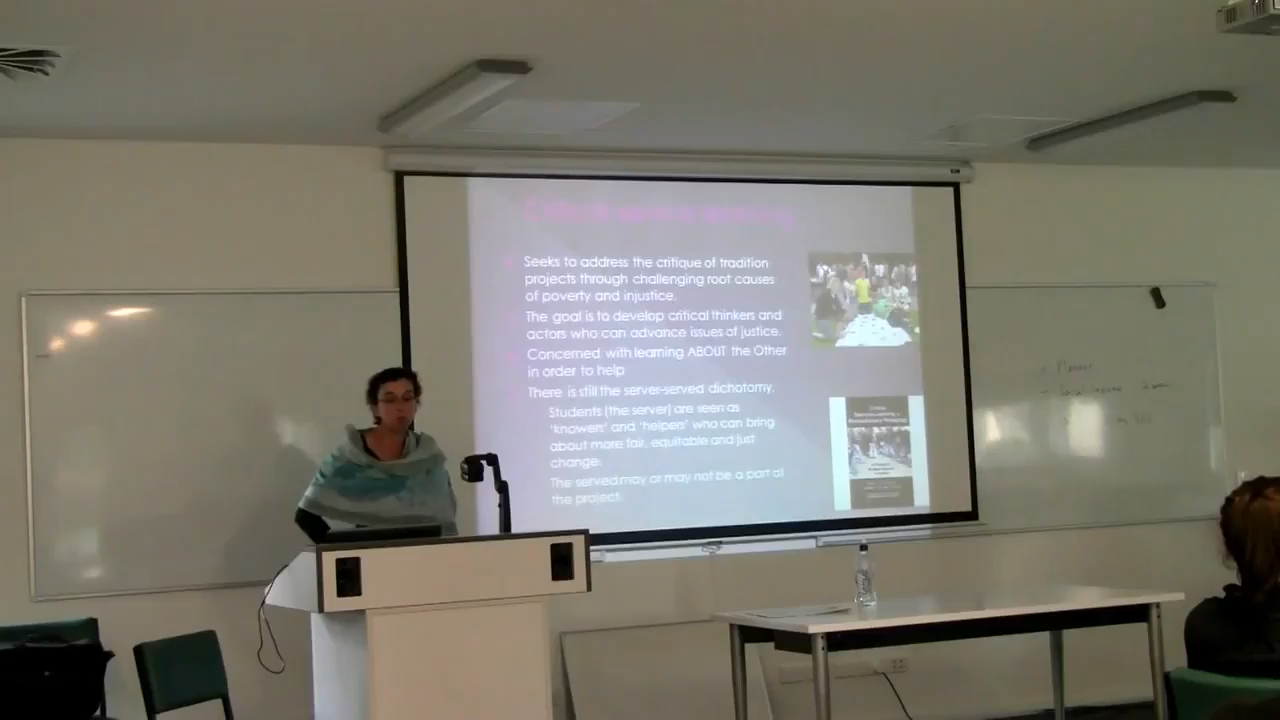 Critical service learning
Seeks to address the critique of tradition
projects through challenging root causes
of poverty and injustice.
The goal is to develop critical thinkers and
actors who can advance issues of justice.
Concerned with learning ABOUT the Other
in order to help
There is still the server-served dichotomy.
Students (the server) are seen as
'knowers' and 'helpers' who can bring
about more fair, equitable and just
change.
The served may or may not be a part of
the project.